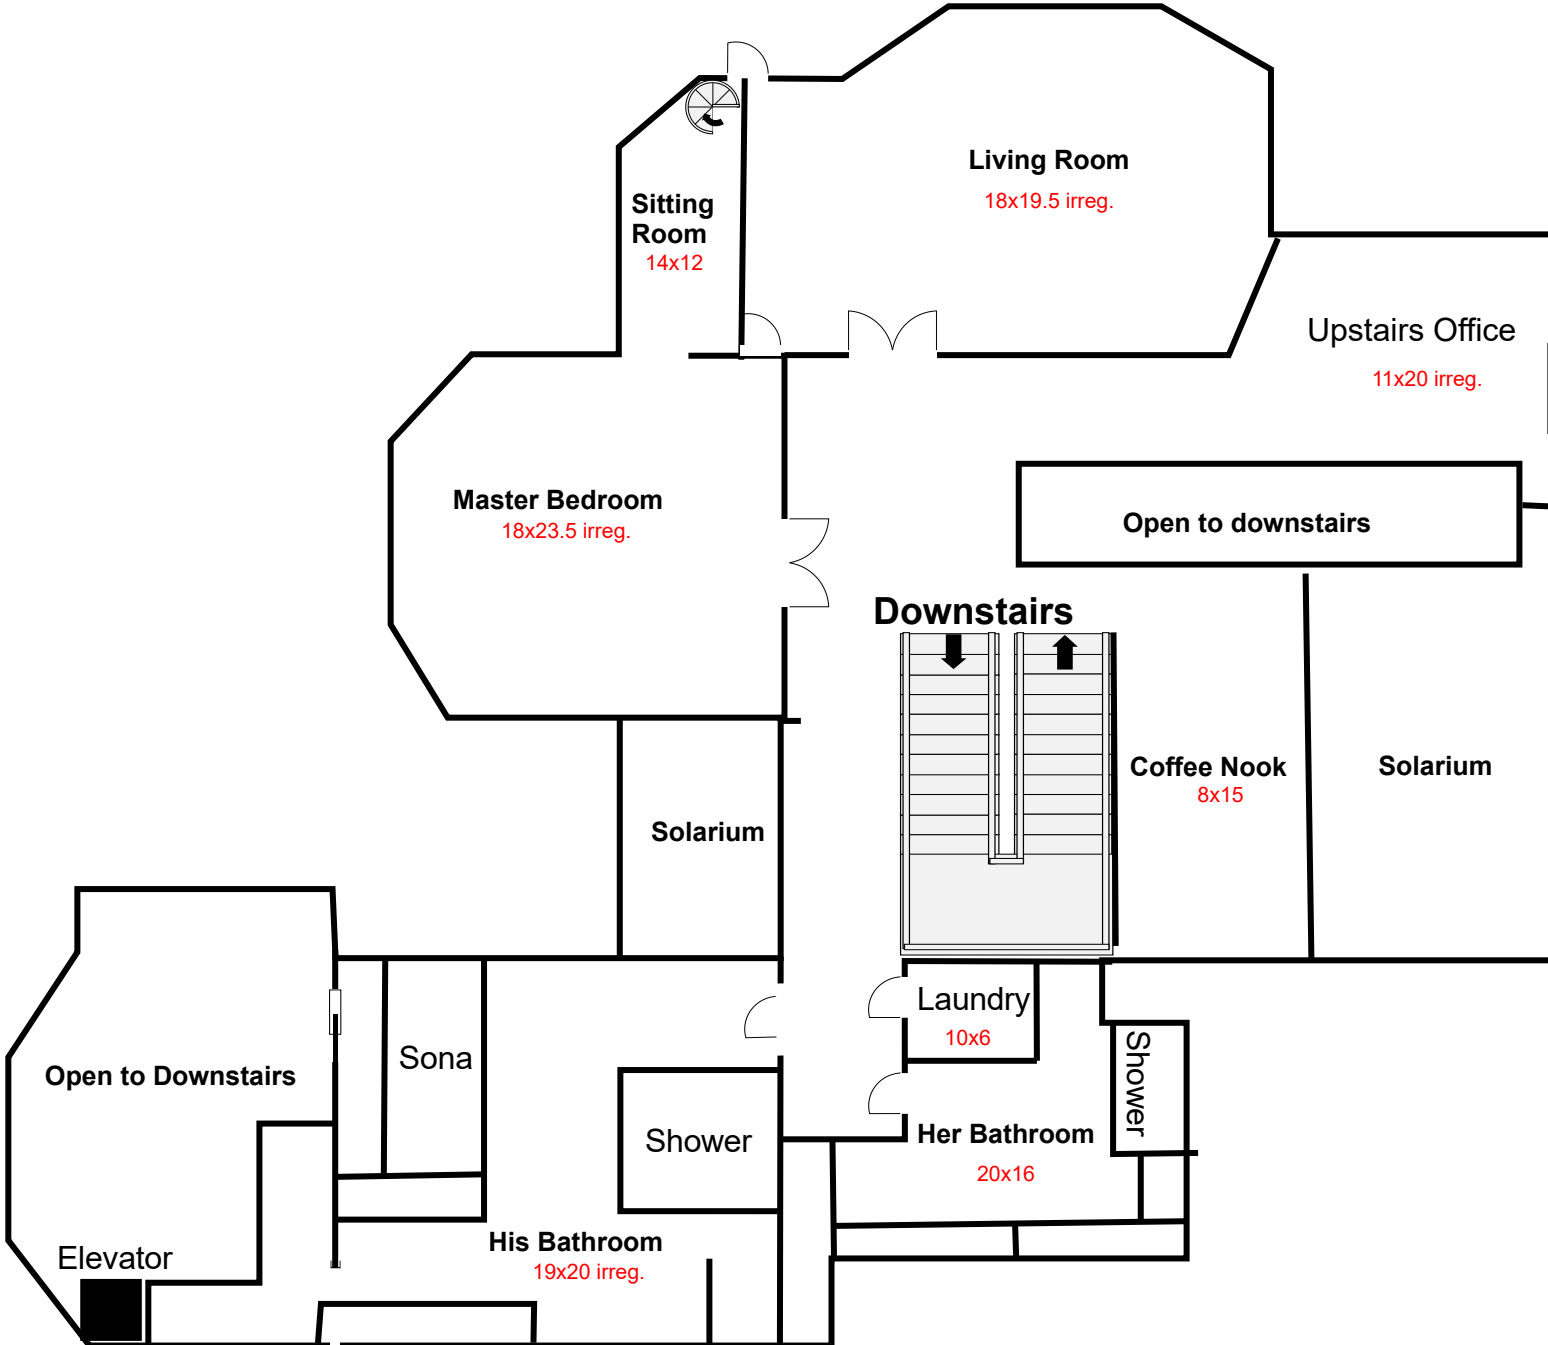 Living Room
18x19.5 irreg.
Sitting
Room
14x12
Upstairs Office
11x20 irreg.
Master Bedroom
18x23.5 irreg.
Open to downstairs
Downstairs
Coffee Nook
8x15
Solarium
Solarium
Laundry
10x6
Sona
Shower
Open to Downstairs
Shower
Her Bathroom
20x16
His Bathroom
19x20 irreg.
Elevator